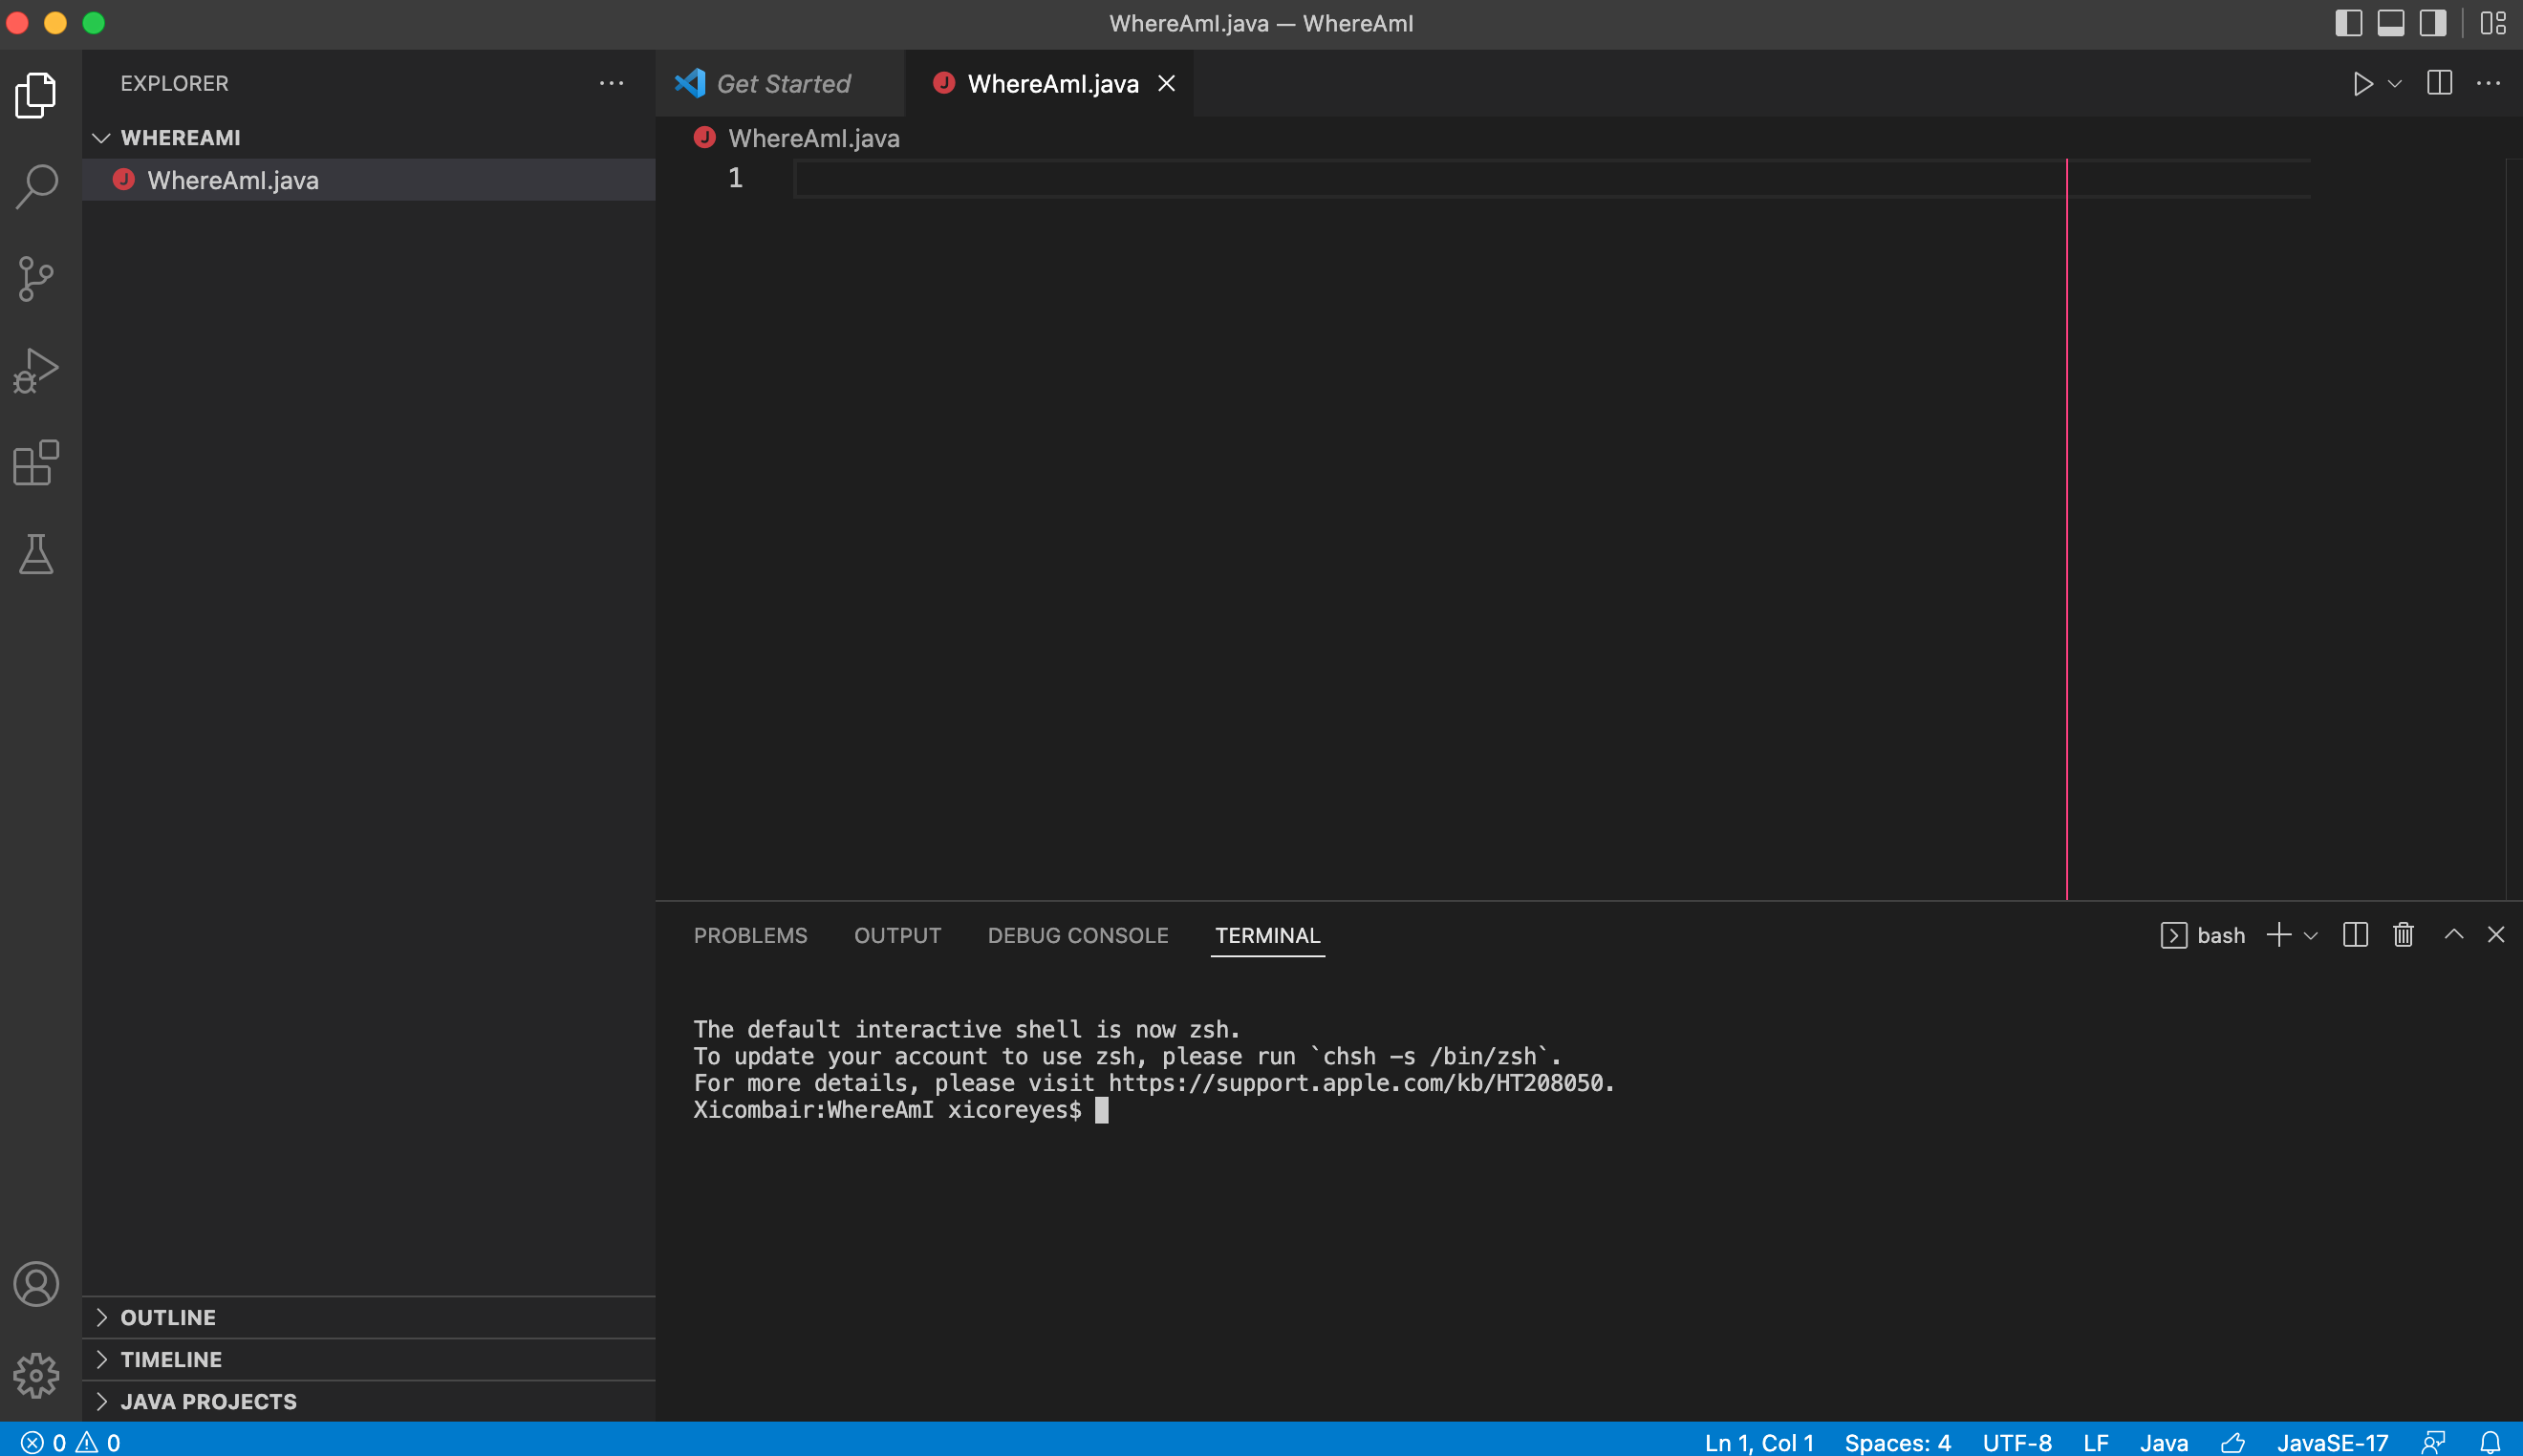 WhereAmI.java — WhereAmI
EXPLORER
WHEREAMI
WhereAmI.java
Get Started
WhereAmI.java
WhereAmI.java
1
PROBLEMS OUTPUT DEBUG CONSOLE TERMINAL
bash
The default interactive shell is now zsh.
To update your account to use zsh, please run `chsh -s /bin/zsh`.
For more details, please visit https://support.apple.com/kb/HT208050.
Xicombair:WhereAmI xicoreyes$
OUTLINE
TIMELINE
JAVA PROJECTS
0 0
Ln 1, Col 1 Spaces: 4 UTF-8 LF Java JavaSE-17